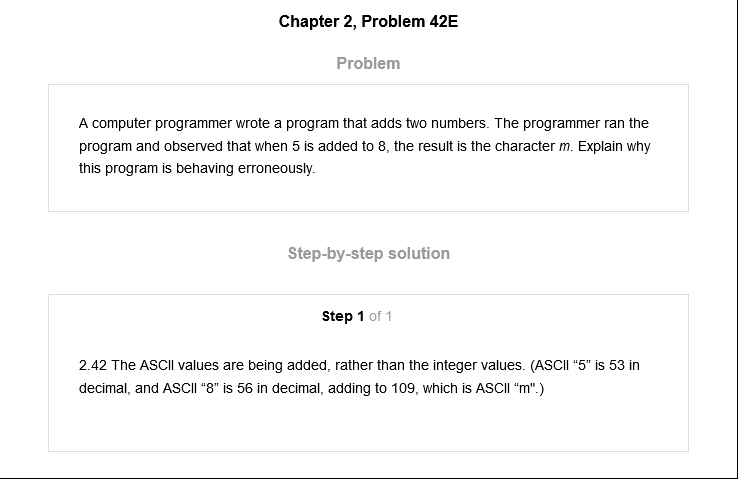 Chapter 2, Problem 42E
Problem
A computer programmer wrote a program that adds two numbers. The programmer ran the
program and observed that when 5 is added to 8, the result is the character m. Explain why
this program is behaving erroneously.
Step-by-step solution
Step 1 of 1
2.42 The ASCII values are being added, rather than the integer values. (ASCII “5” is 53 in
decimal, and ASCII “8” is 56 in decimal, adding to 109, which is ASCII “m".)